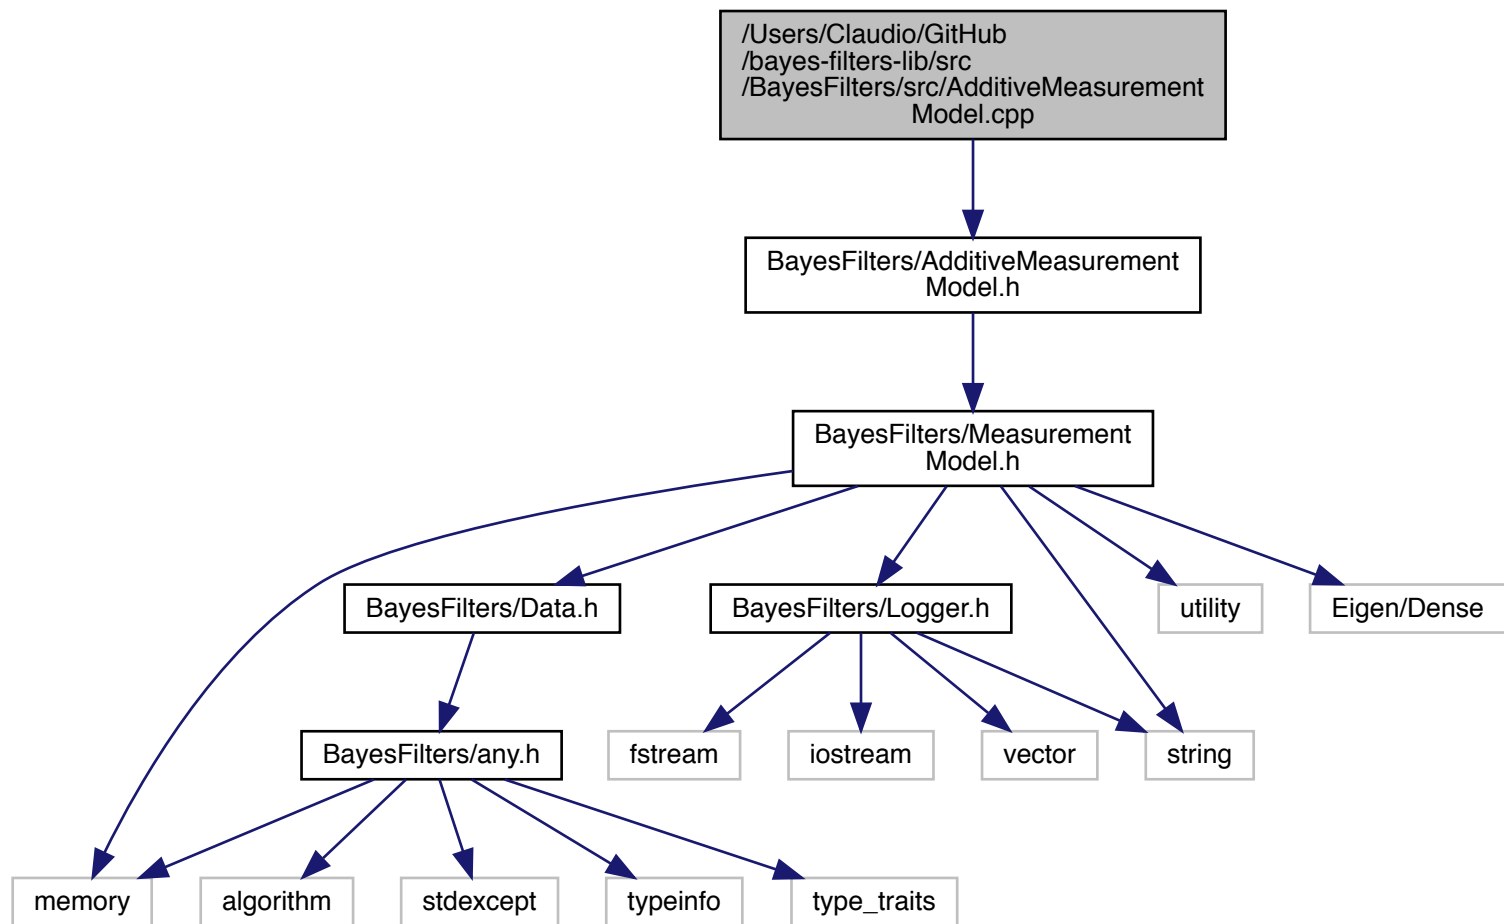 /Users/Claudio/GitHub
/bayes-filters-lib/src
/BayesFilters/src/AdditiveMeasurement
Model.cpp
BayesFilters/AdditiveMeasurement
Model.h
BayesFilters/Measurement
Model.h
BayesFilters/Data.h
BayesFilters/Logger.h
utility
Eigen/Dense
BayesFilters/any.h
fstream
iostream
vector
string
memory
algorithm
stdexcept
typeinfo
type_traits